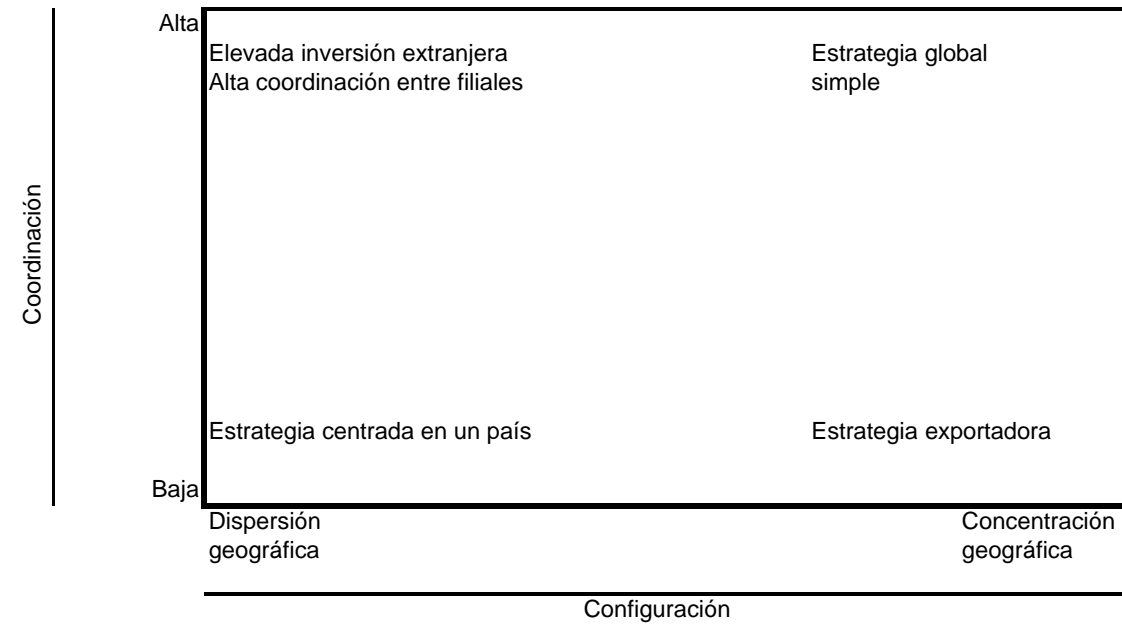 Alta
Elevada inversión extranjera
Alta coordinación entre filiales
Estrategia global
simple
Coordinación
Estrategia centrada en un país
Estrategia exportadora
Baja
Dispersión
geográfica
Concentración
geográfica
Configuración